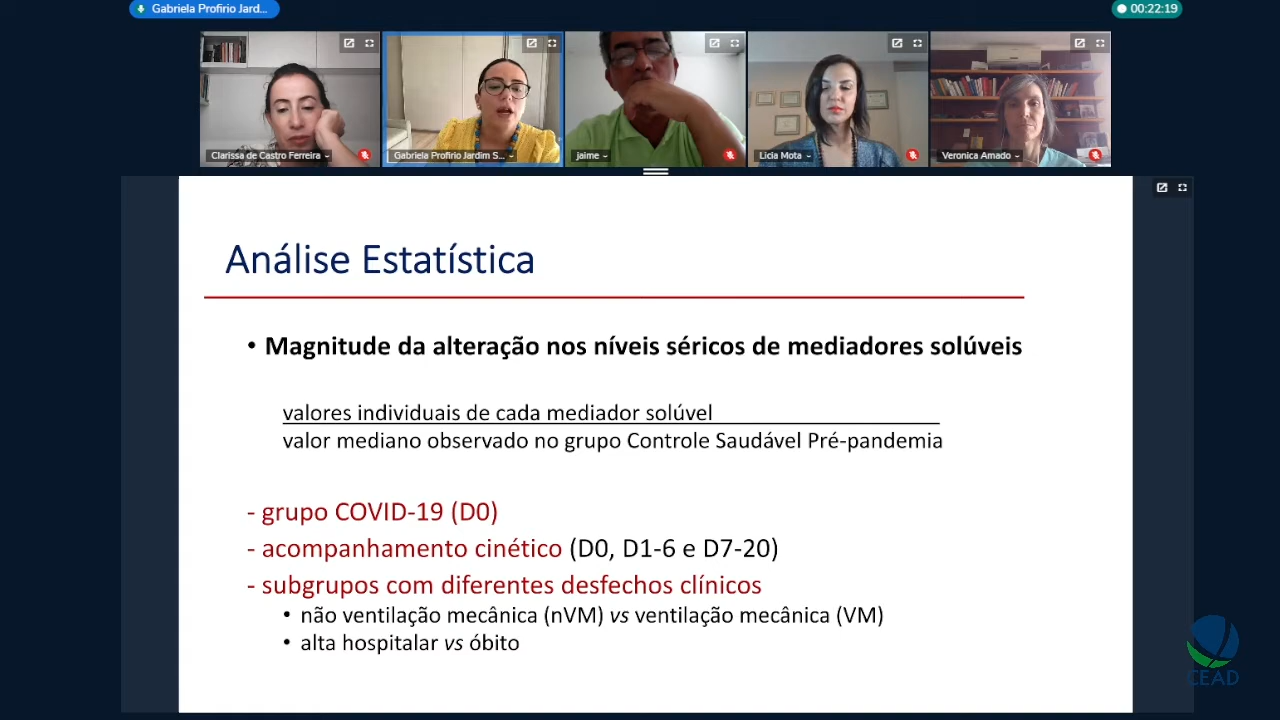 Gabriela Profirio Jard...
00:22:19
Clarissa de Castro Ferreira
Gabriela Profirio Jardim S...
jaime
Licia Mota
Veronica Amado
Análise Estatística
• Magnitude da alteração nos níveis séricos de mediadores solúveis
valores individuais de cada mediador solúvel
valor mediano observado no grupo Controle Saudável Pré-pandemia
- grupo COVID-19 (D0)
- acompanhamento cinético (D0, D1-6 e D7-20)
- subgrupos com diferentes desfechos clínicos
• não ventilação mecânica (nVM) vs ventilação mecânica (VM)
• alta hospitalar vs óbito
CEAD